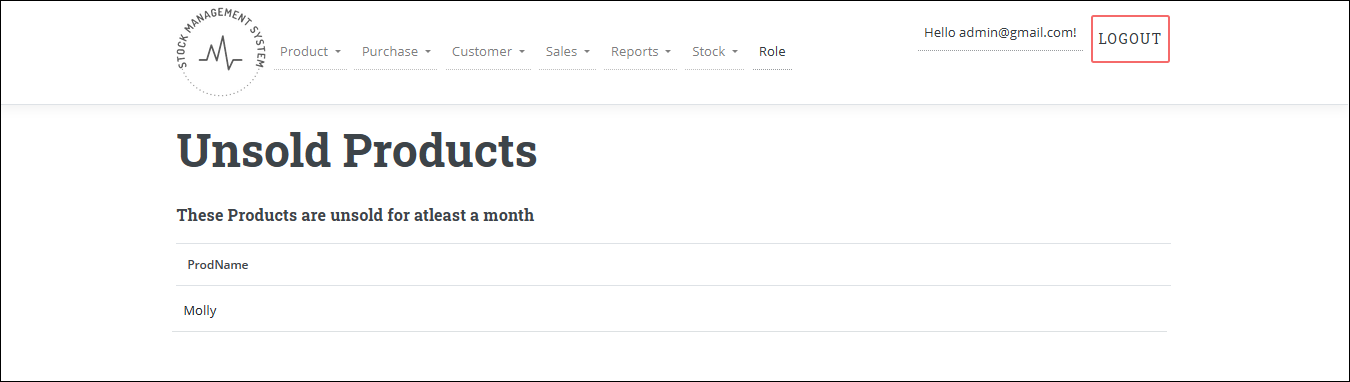 STOCK MANAGEMENT SYSTEM
Product Purchase Customer Sales Reports Stock Role
Hello admin@gmail.com! LOGOUT
Unsold Products
These Products are unsold for atleast a month
ProdName
Molly